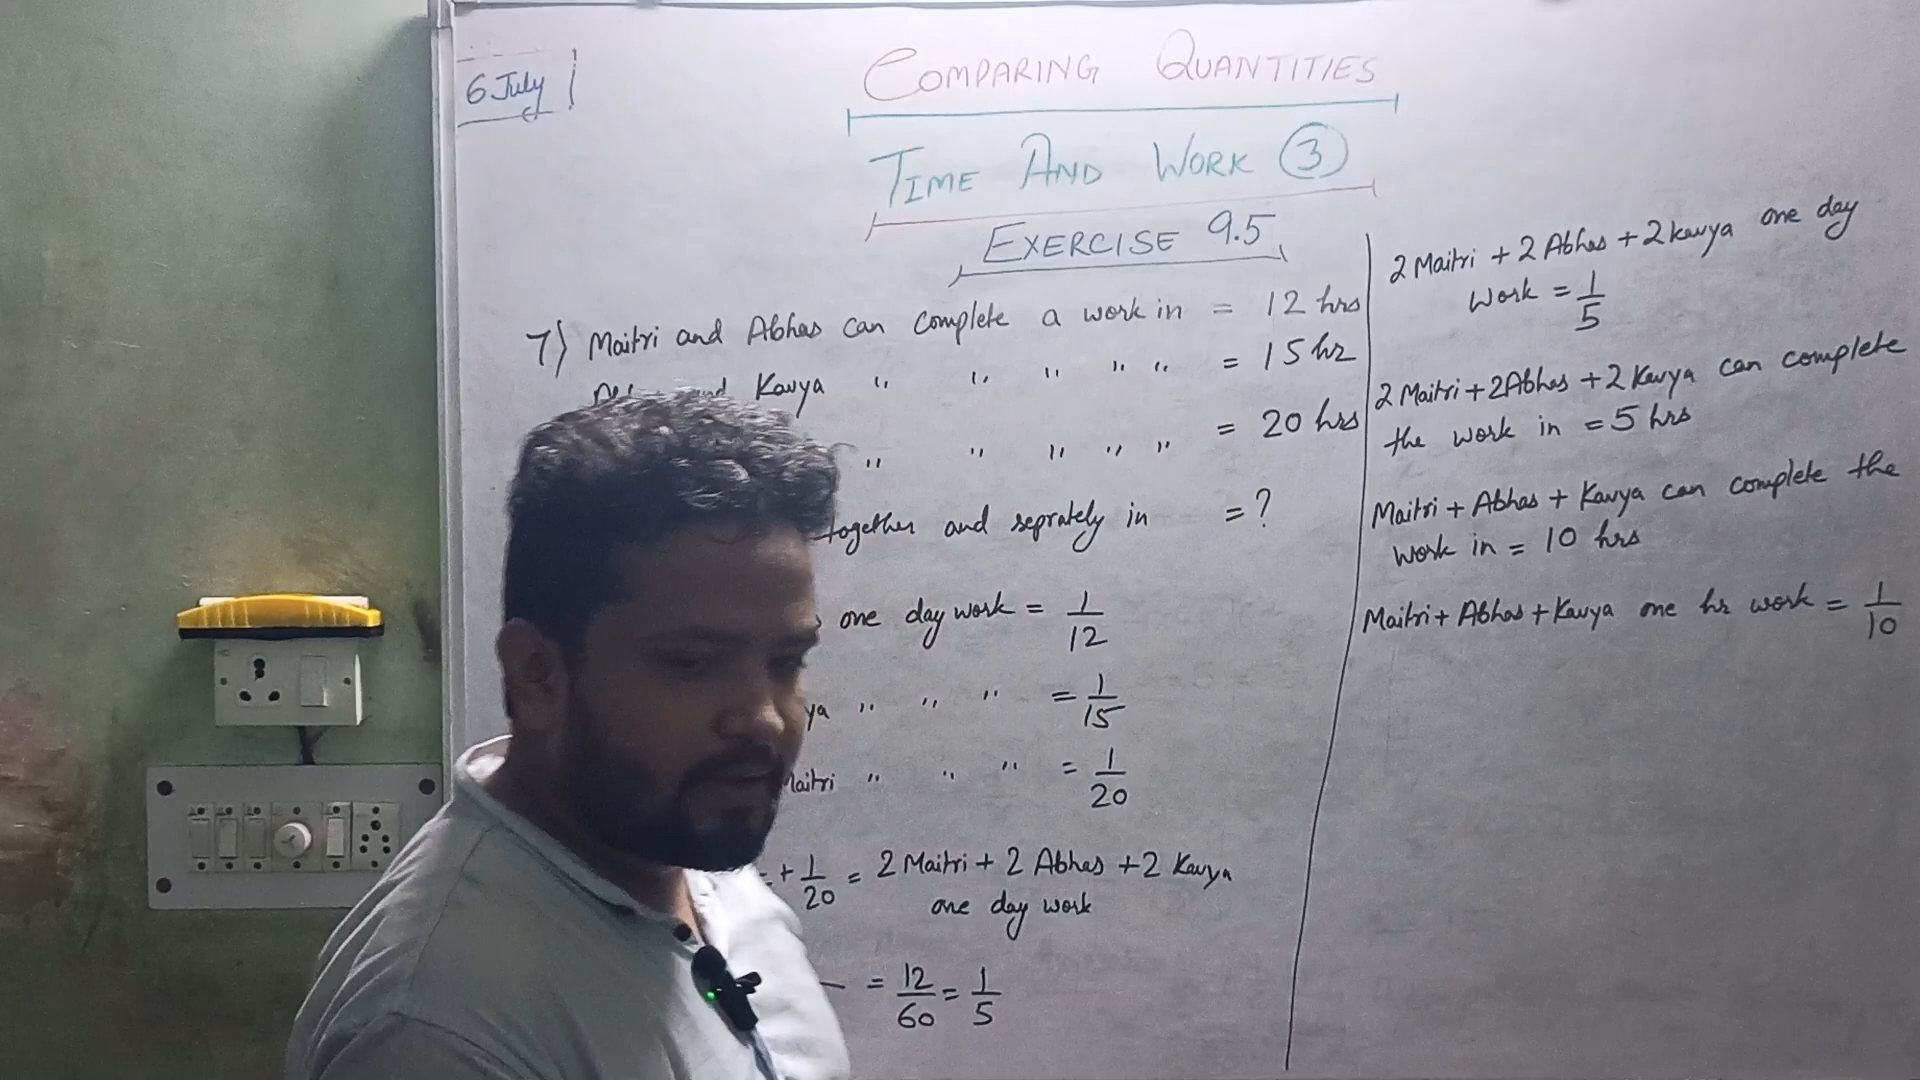 6 July
COMPARING QUANTITIES
TIME AND WORK 3
EXERCISE 9.5
7) Maitri and Abhas can complete a work in = 12 hrs
and Kavya " " " " " = 15 hr
" " " " " = 20 hrs
together and seprately in = ?
one day work = 1/12
" " " = 1/15
Maitri " " " = 1/20
+ 1/20 = 2 Maitri + 2 Abhas + 2 Kavya
one day work
= 12/60 = 1/5
2 Maitri + 2 Abhas + 2 Kavya one day
Work = 1/5
2 Maitri + 2 Abhas + 2 Kavya can complete
the work in = 5 hrs
Maitri + Abhas + Kavya can complete the
Work in = 10 hrs
Maitri + Abhas + Kavya one hr work = 1/10